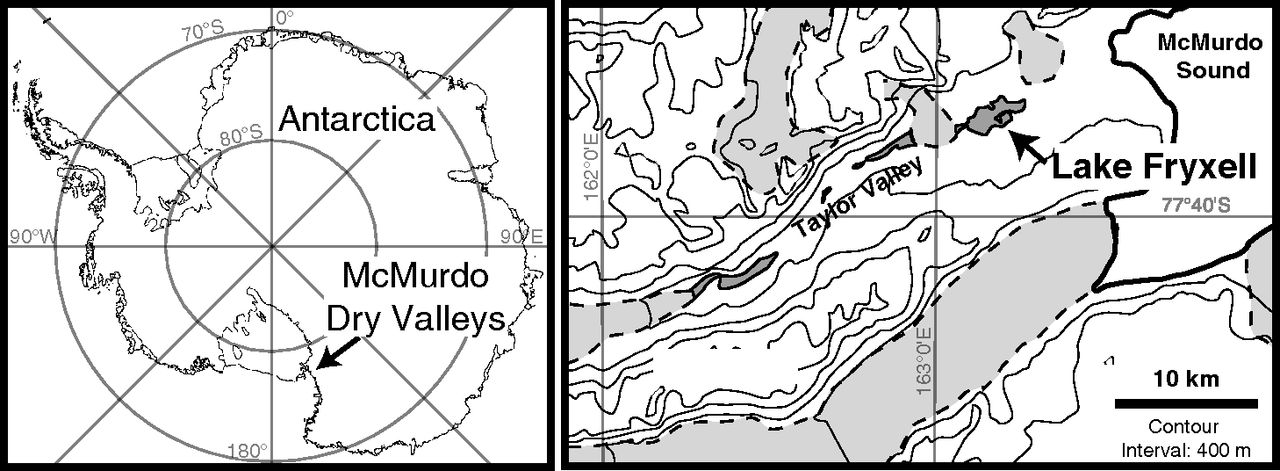 70°S
0°
Antarctica
80°S
90°W
90°E
McMurdo
Dry Valleys
180°
McMurdo
Sound
162°0'E
Lake Fryxell
Taylor Valley
77°40'S
163°0'E
10 km
Contour
Interval: 400 m